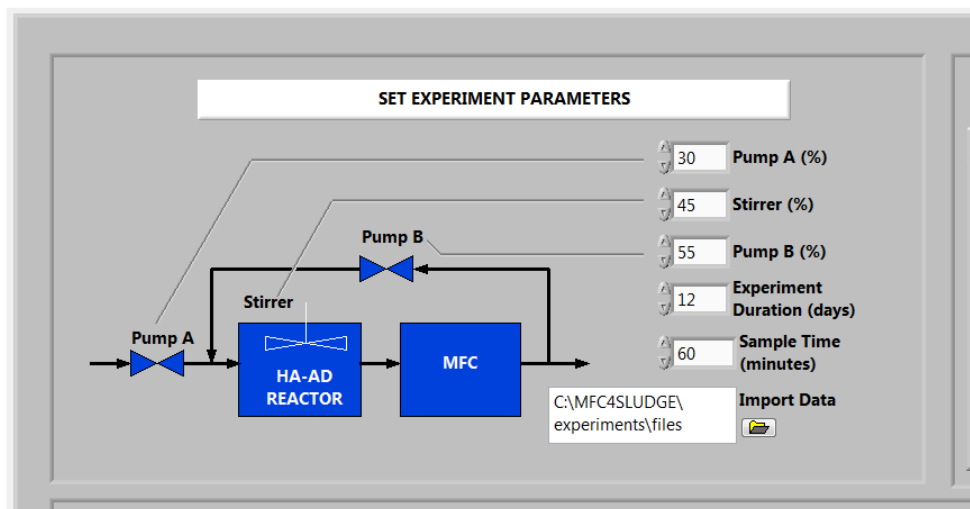 SET EXPERIMENT PARAMETERS
30 Pump A (%)
45 Stirrer (%)
Pump B
55 Pump B (%)
Stirrer
12 Experiment
Duration (days)
Pump A
60 Sample Time
(minutes)
HA-AD
REACTOR
MFC
C:\MFC4SLUDGE\
experiments\files
Import Data